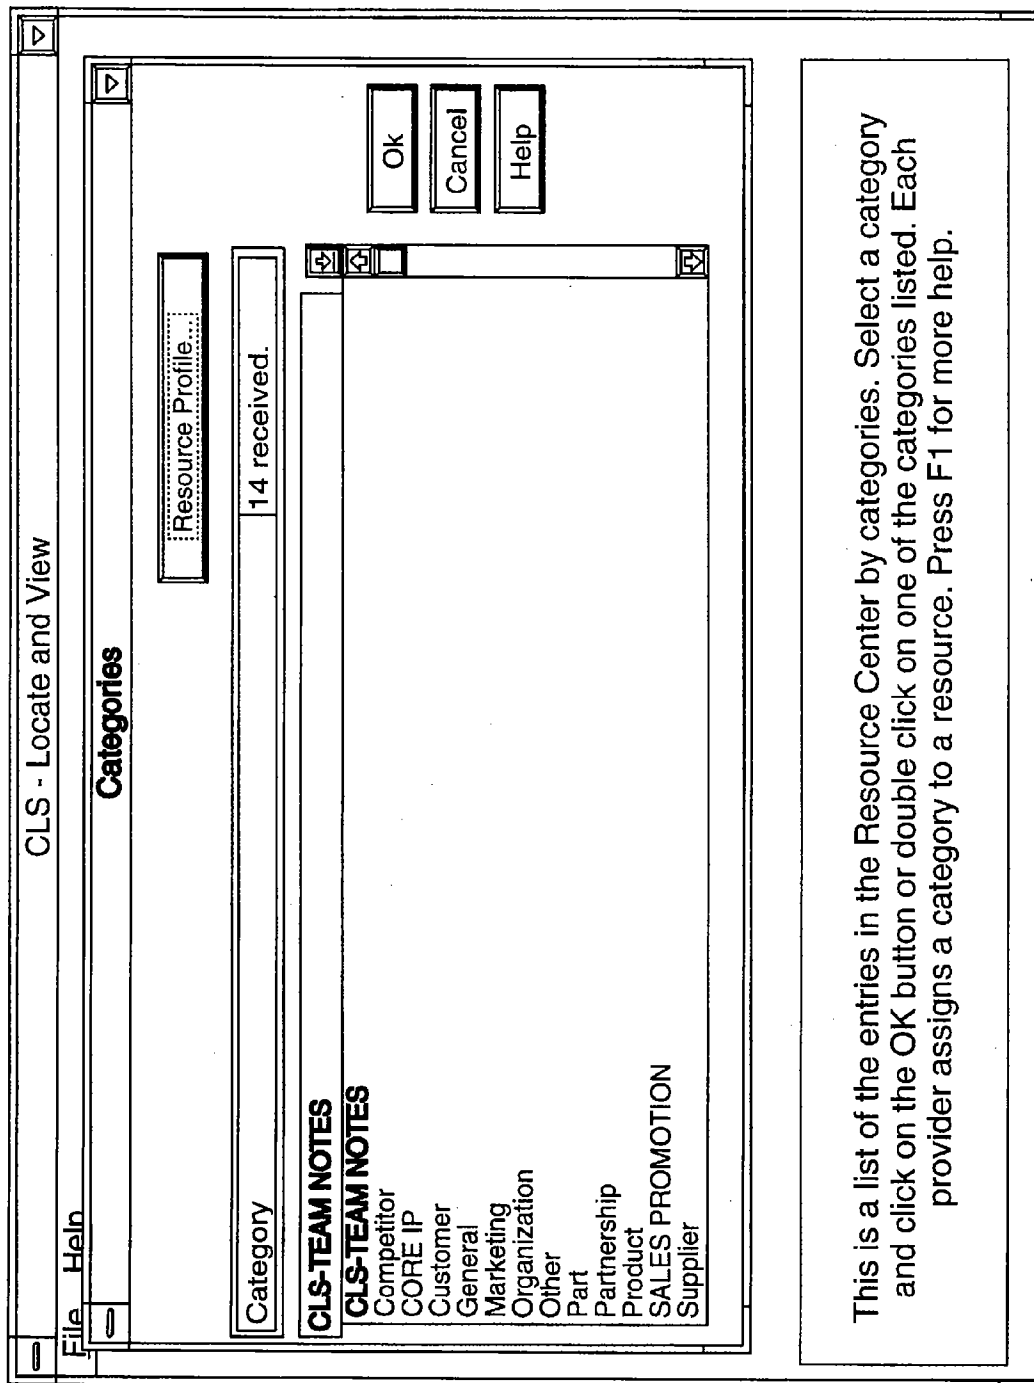 CLS - Locate and View
File Help
Categories
Resource Profile...
Category 14 received.
CLS-TEAM NOTES
CLS-TEAM NOTES
Competitor
CORE IP
Customer
General
Marketing
Organization
Other
Part
Partnership
Product
SALES PROMOTION
Supplier
Ok
Cancel
Help
This is a list of the entries in the Resource Center by categories. Select a category
and click on the OK button or double click on one of the categories listed. Each
provider assigns a category to a resource. Press F1 for more help.